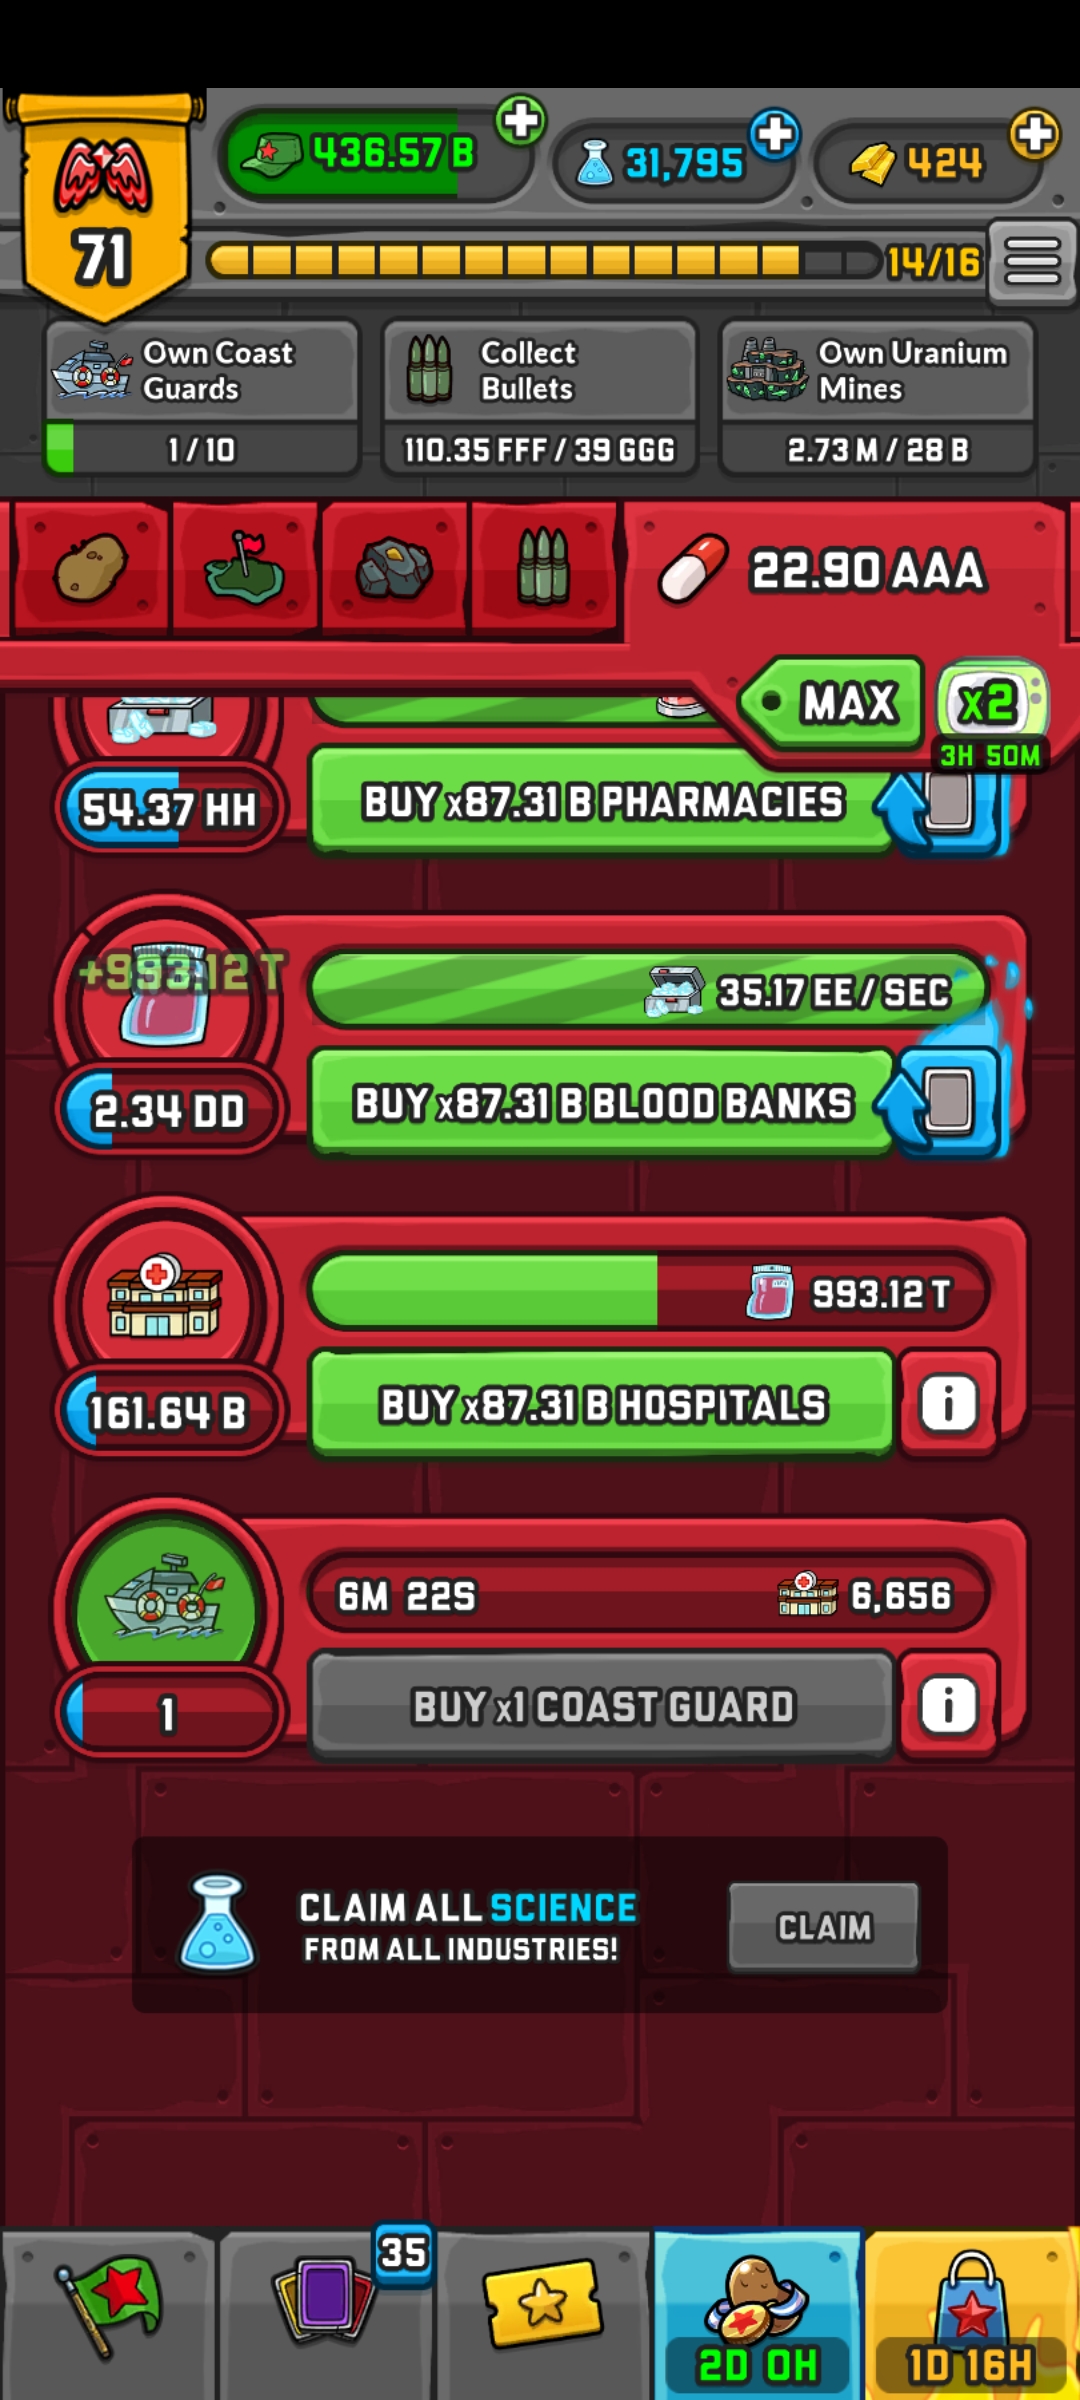 71
436.57 B
31,795
424
14/16
Own Coast
Guards
1 / 10
Collect
Bullets
110.35 FFF / 39 GGG
Own Uranium
Mines
2.73 M / 28 B
22.90 AAA
MAX
x2
3H 50M
54.37 HH
BUY x87.31 B PHARMACIES
+993.12 T
35.17 EE / SEC
2.34 DD
BUY x87.31 B BLOOD BANKS
993.12 T
161.64 B
BUY x87.31 B HOSPITALS
i
6M 22S
6,656
1
BUY x1 COAST GUARD
i
CLAIM ALL SCIENCE
FROM ALL INDUSTRIES!
CLAIM
35
2D 0H
1D 16H